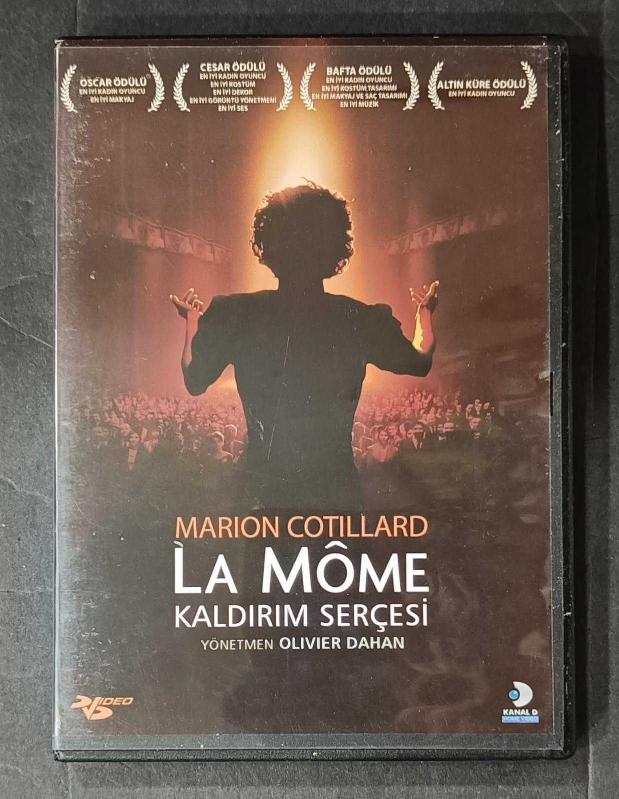 OSCAR ÖDÜLÜ
EN İYİ KADIN OYUNCU
EN İYİ MAKYAJ
CESAR ÖDÜLÜ
EN İYİ KADIN OYUNCU
EN İYİ KOSTÜM
EN İYİ DEKOR
EN İYİ GÖRÜNTÜ YÖNETMENİ
EN İYİ SES
BAFTA ÖDÜLÜ
EN İYİ KADIN OYUNCU
EN İYİ KOSTÜM TASARIMI
EN İYİ MAKYAJ VE SAÇ TASARIMI
EN İYİ MÜZİK
ALTIN KÜRE ÖDÜLÜ
EN İYİ KADIN OYUNCU
MARION COTILLARD
LA MÔME
KALDIRIM SERÇESİ
YÖNETMEN OLIVIER DAHAN
VIDEO
KANAL D
HOME VIDEO